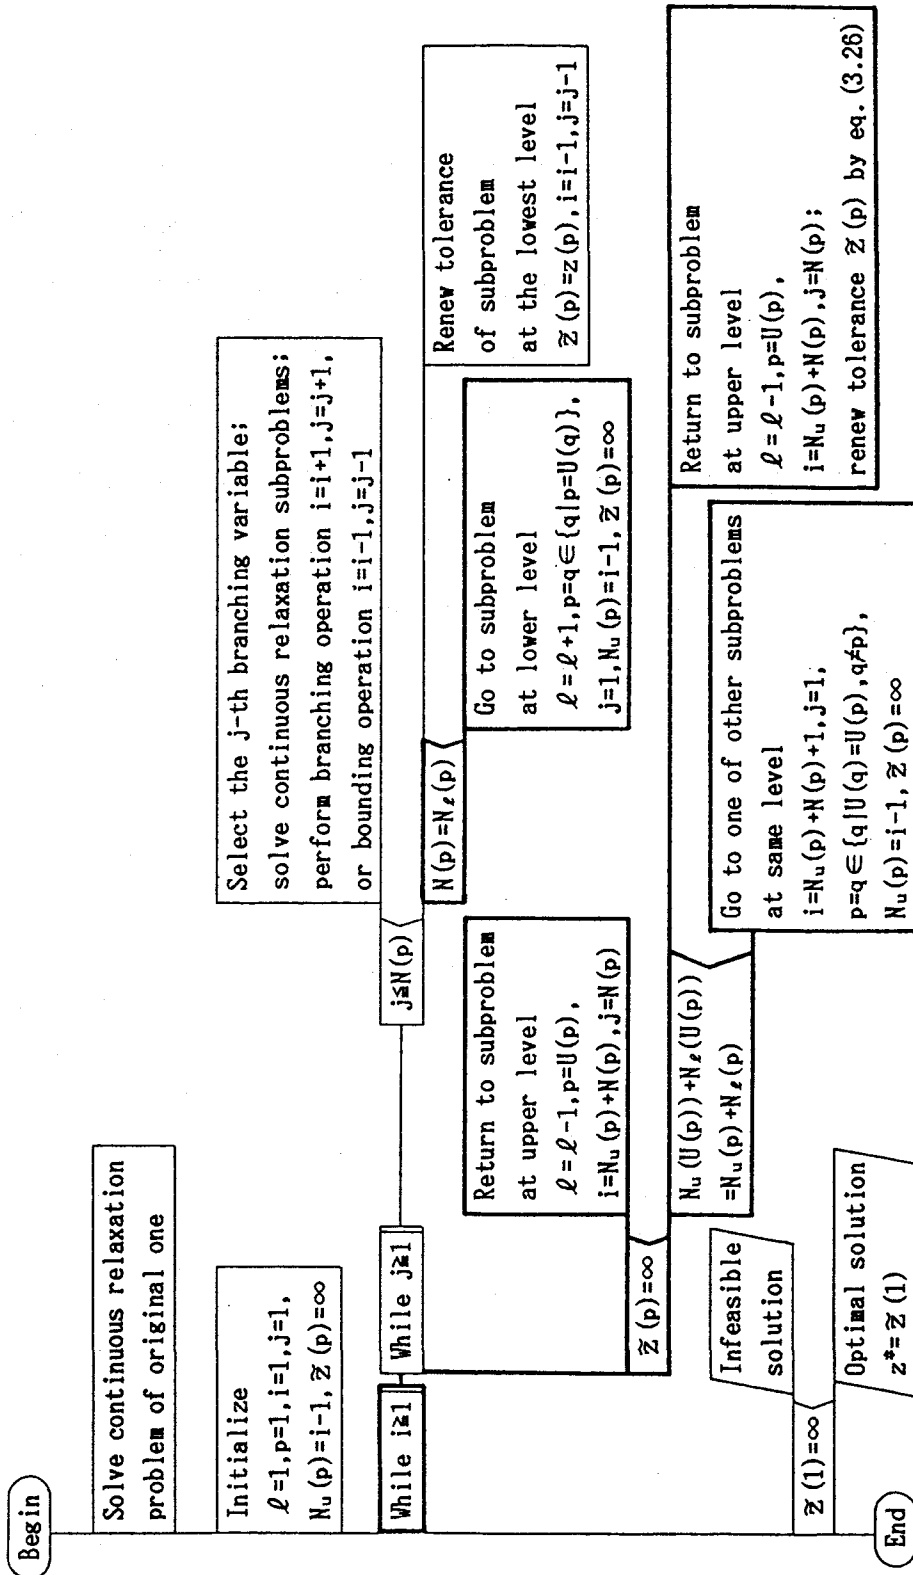 Begin
Solve continuous relaxation
problem of original one
Initialize
ℓ=1,p=1,i=1,j=1,
Nu(p)=i-1, z̃(p)=∞
While i≧1
While j≧1
j≦N(p)
Select the j-th branching variable;
solve continuous relaxation subproblems;
perform branching operation i=i+1,j=j+1,
or bounding operation i=i-1,j=j-1
N(p)=Nℓ(p)
Renew tolerance
of subproblem
at the lowest level
z̃(p)=z(p),i=i-1,j=j-1
Go to subproblem
at lower level
ℓ=ℓ+1,p=q∈{q|p=U(q)},
j=1,Nu(p)=i-1, z̃(p)=∞
z̃(p)=∞
Return to subproblem
at upper level
ℓ=ℓ-1,p=U(p),
i=Nu(p)+N(p),j=N(p)
Nu(U(p))+Nℓ(U(p))
=Nu(p)+Nℓ(p)
Return to subproblem
at upper level
ℓ=ℓ-1,p=U(p),
i=Nu(p)+N(p),j=N(p);
renew tolerance z̃(p) by eq.(3.26)
Go to one of other subproblems
at same level
i=Nu(p)+N(p)+1,j=1,
p=q∈{q|U(q)=U(p),q≠p},
Nu(p)=i-1, z̃(p)=∞
z̃(1)=∞
Infeasible
solution
Optimal solution
z*=z̃(1)
End